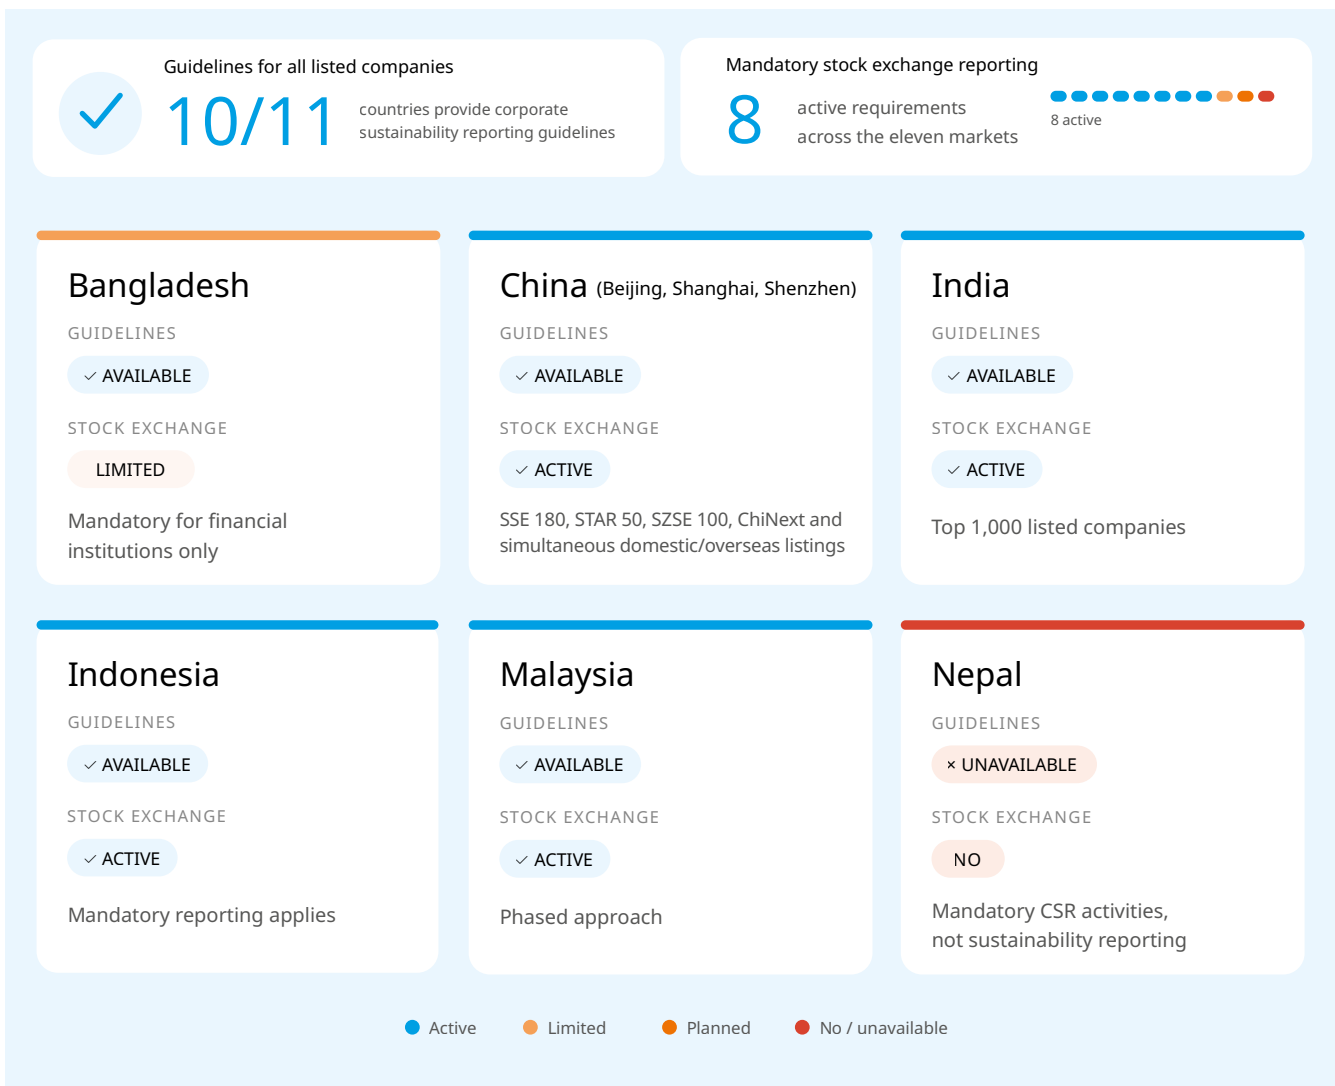 Guidelines for all listed companies
10/11
countries provide corporate
sustainability reporting guidelines
Mandatory stock exchange reporting
8
active requirements
across the eleven markets
8 active
Bangladesh
GUIDELINES
✓ AVAILABLE
STOCK EXCHANGE
LIMITED
Mandatory for financial
institutions only
China (Beijing, Shanghai, Shenzhen)
GUIDELINES
✓ AVAILABLE
STOCK EXCHANGE
✓ ACTIVE
SSE 180, STAR 50, SZSE 100, ChiNext and
simultaneous domestic/overseas listings
India
GUIDELINES
✓ AVAILABLE
STOCK EXCHANGE
✓ ACTIVE
Top 1,000 listed companies
Indonesia
GUIDELINES
✓ AVAILABLE
STOCK EXCHANGE
✓ ACTIVE
Mandatory reporting applies
Malaysia
GUIDELINES
✓ AVAILABLE
STOCK EXCHANGE
✓ ACTIVE
Phased approach
Nepal
GUIDELINES
× UNAVAILABLE
STOCK EXCHANGE
NO
Mandatory CSR activities,
not sustainability reporting
Active
Limited
Planned
No / unavailable